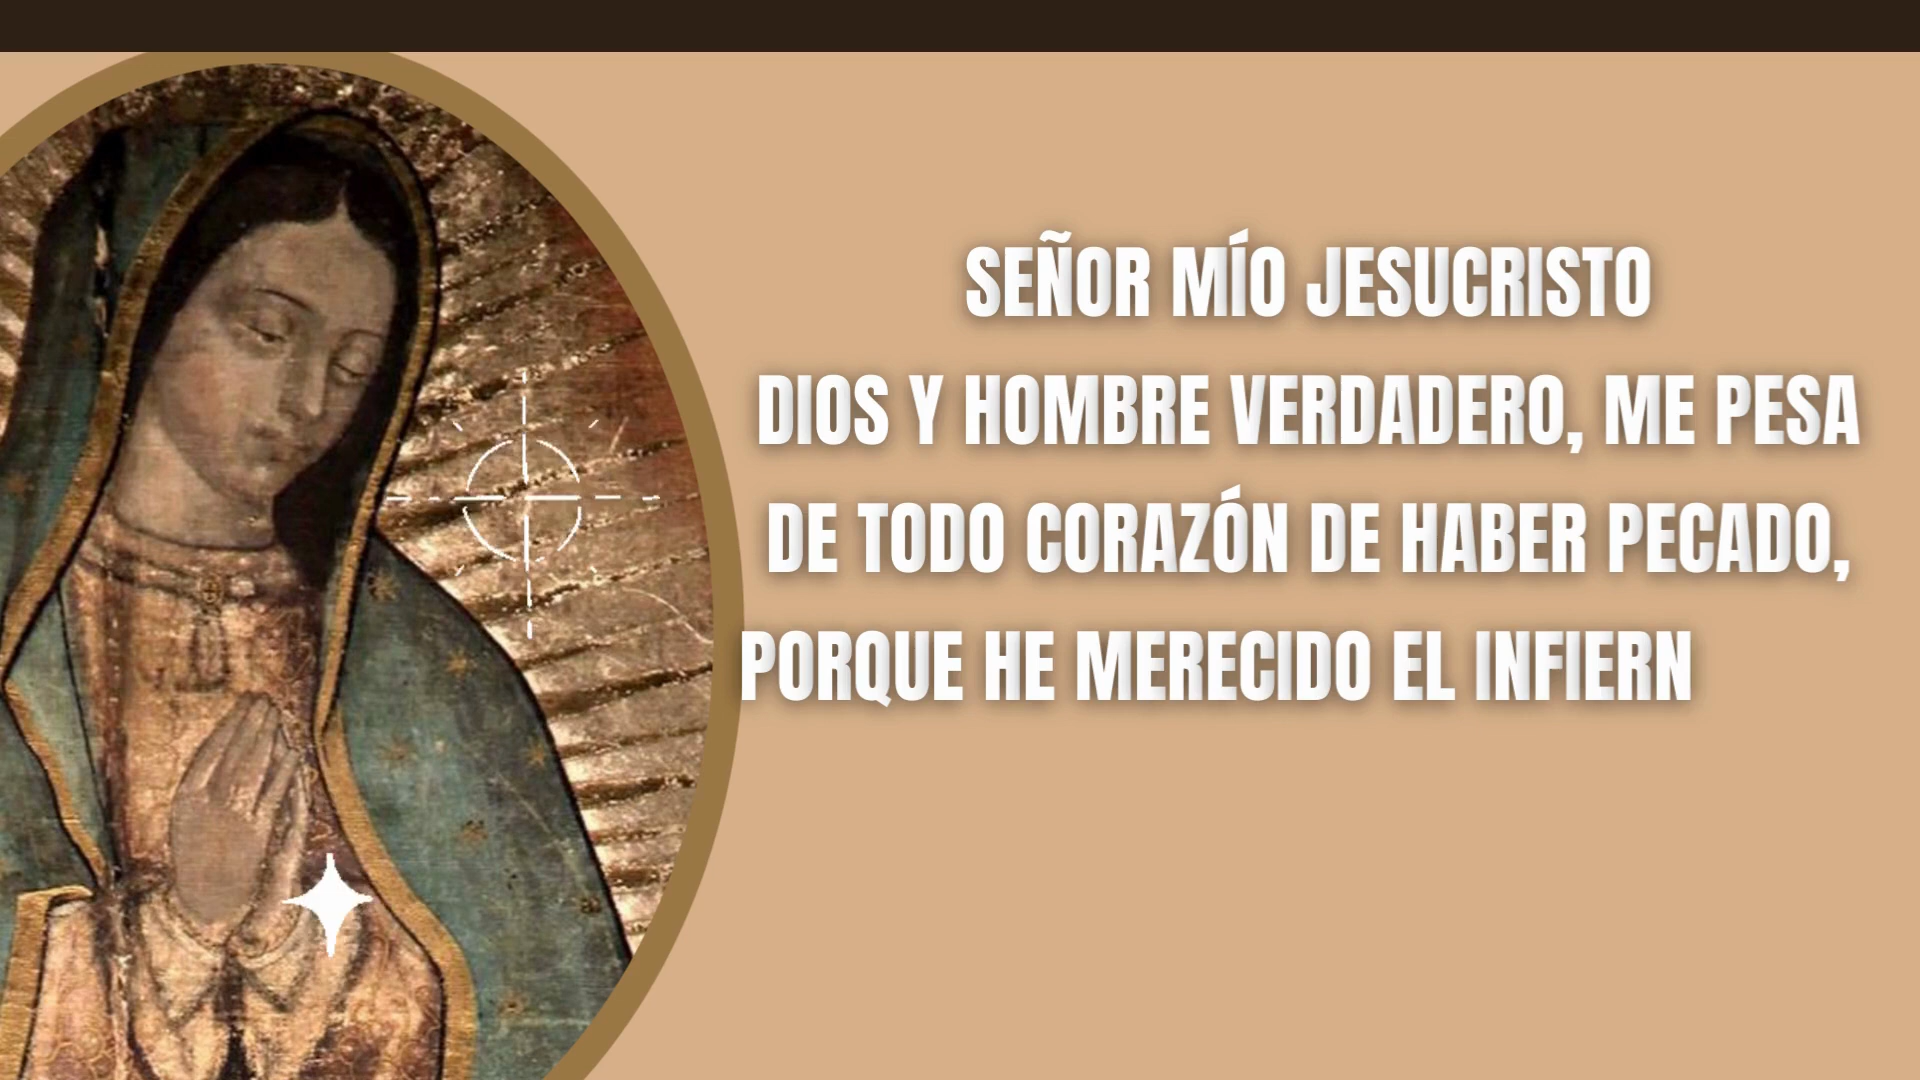 SEÑOR MÍO JESUCRISTO
DIOS Y HOMBRE VERDADERO, ME PESA
DE TODO CORAZÓN DE HABER PECADO,
PORQUE HE MERECIDO EL INFIERN